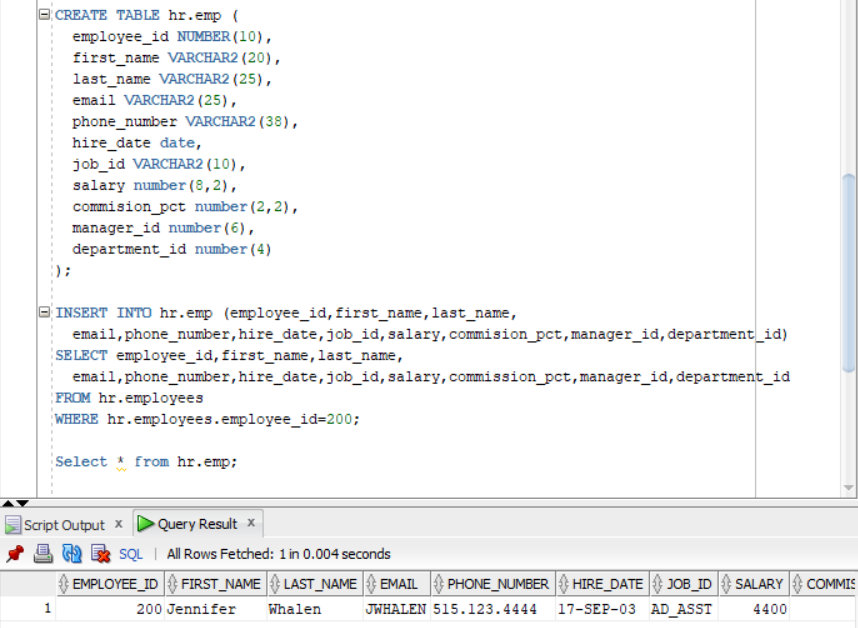 CREATE TABLE hr.emp (
employee_id NUMBER(10),
first_name VARCHAR2(20),
last_name VARCHAR2(25),
email VARCHAR2(25),
phone_number VARCHAR2(38),
hire_date date,
job_id VARCHAR2(10),
salary number(8,2),
commision_pct number(2,2),
manager_id number(6),
department_id number(4)
);
INSERT INTO hr.emp (employee_id,first_name,last_name,
email,phone_number,hire_date,job_id,salary,commision_pct,manager_id,department_id)
SELECT employee_id,first_name,last_name,
email,phone_number,hire_date,job_id,salary,commission_pct,manager_id,department_id
FROM hr.employees
WHERE hr.employees.employee_id=200;
Select * from hr.emp;
Script Output x Query Result x
SQL | All Rows Fetched: 1 in 0.004 seconds
EMPLOYEE_ID FIRST_NAME LAST_NAME EMAIL PHONE_NUMBER HIRE_DATE JOB_ID SALARY COMMIS
1 200 Jennifer Whalen JWHALEN 515.123.4444 17-SEP-03 AD_ASST 4400